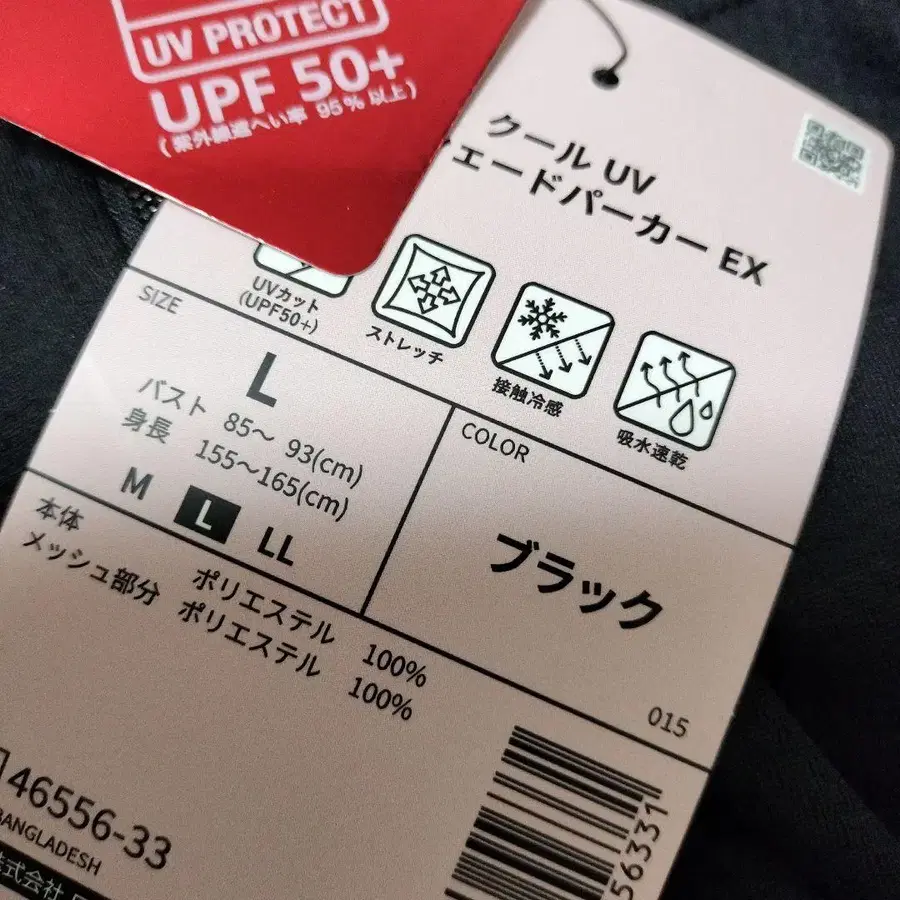 UV PROTECT
UPF 50+
(紫外線遮へい率 95%以上)
クール UV
ェードパーカー EX
UVカット
(UPF50+)
ストレッチ
接触冷感
吸水速乾
SIZE
L
バスト 85〜 93(cm)
身長 155〜165(cm)
M L LL
COLOR
ブラック
015
本体 ポリエステル 100%
メッシュ部分 ポリエステル 100%
46556-33
BANGLADESH
株式会社
56331